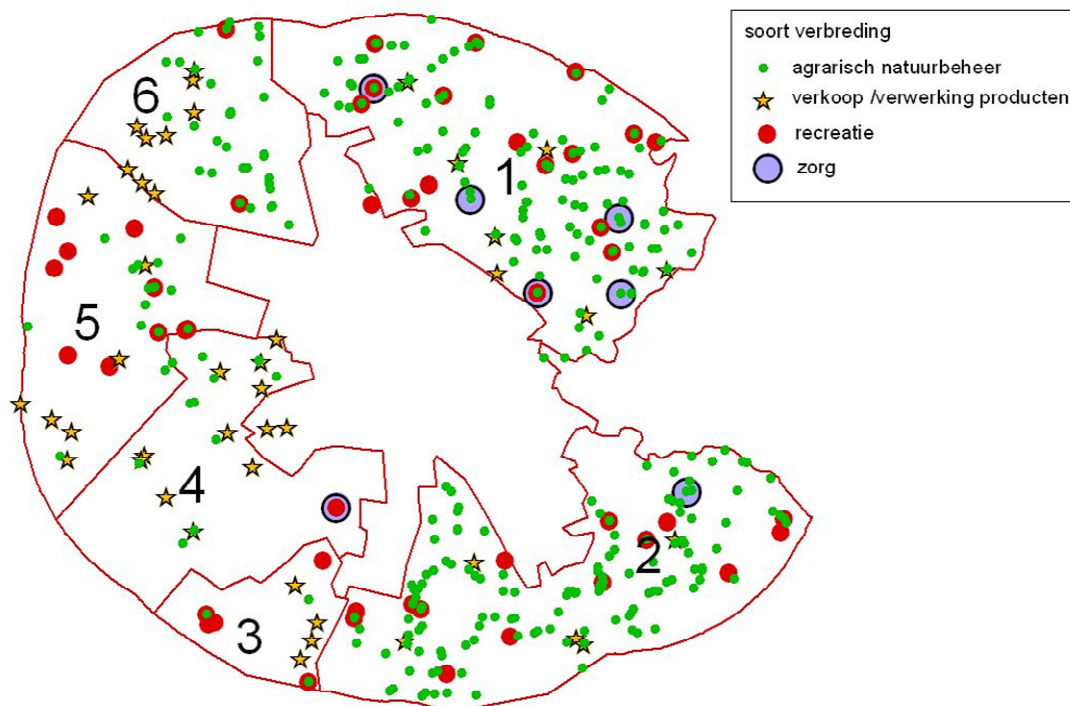 soort verbreding
agrarisch natuurbeheer
verkoop /verwerking producten
recreatie
zorg
6
1
5
4
2
3